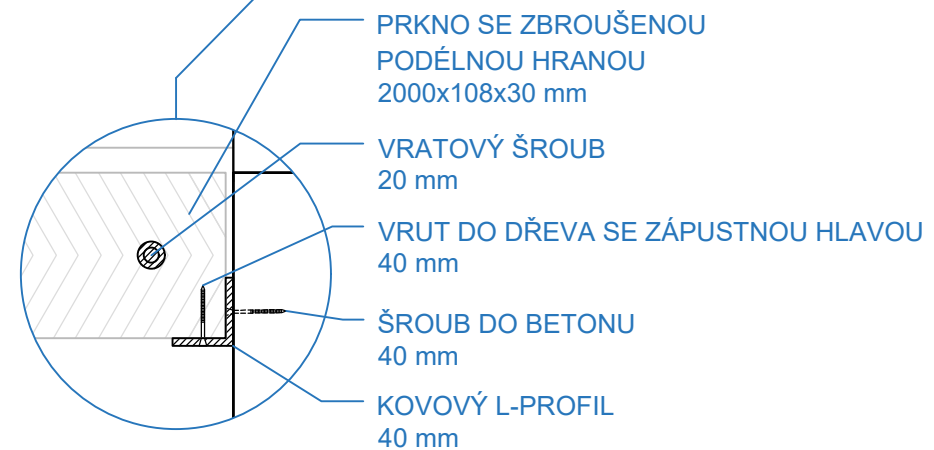 PRKNO SE ZBROUŠENOU
PODÉLNOU HRANOU
2000x108x30 mm
VRATOVÝ ŠROUB
20 mm
VRUT DO DŘEVA SE ZÁPUSTNOU HLAVOU
40 mm
ŠROUB DO BETONU
40 mm
KOVOVÝ L-PROFIL
40 mm